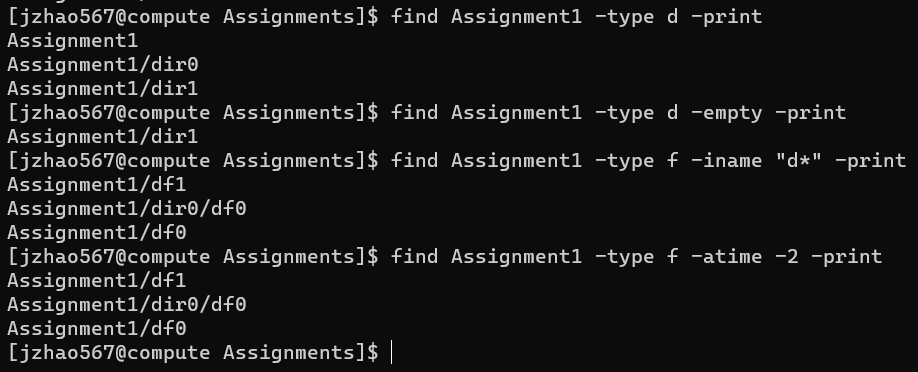 [jzhao567@compute Assignments]$ find Assignment1 -type d -print
Assignment1
Assignment1/dir0
Assignment1/dir1
[jzhao567@compute Assignments]$ find Assignment1 -type d -empty -print
Assignment1/dir1
[jzhao567@compute Assignments]$ find Assignment1 -type f -iname "d*" -print
Assignment1/df1
Assignment1/dir0/df0
Assignment1/df0
[jzhao567@compute Assignments]$ find Assignment1 -type f -atime -2 -print
Assignment1/df1
Assignment1/dir0/df0
Assignment1/df0
[jzhao567@compute Assignments]$